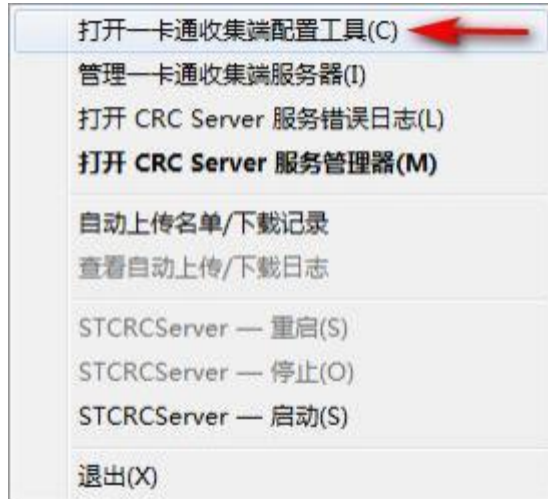 打开一卡通收集端配置工具(C)
管理一卡通收集端服务器(I)
打开 CRC Server 服务错误日志(L)
打开 CRC Server 服务管理器(M)
自动上传名单/下载记录
查看自动上传/下载日志
STCRCServer — 重启(S)
STCRCServer — 停止(O)
STCRCServer — 启动(S)
退出(X)